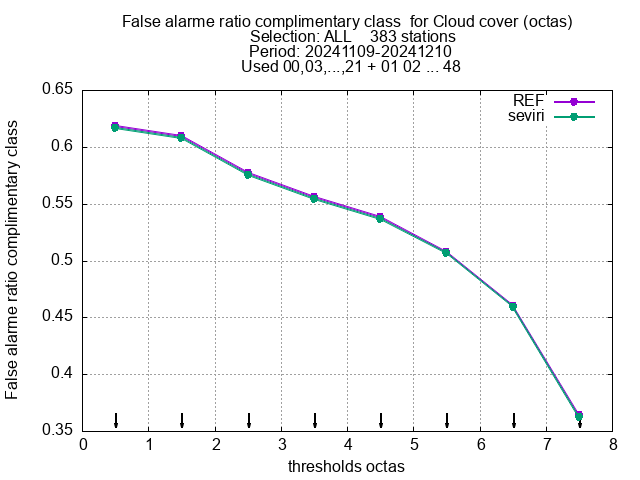 False alarme ratio complimentary class  for Cloud cover (octas)
Selection: ALL    383 stations
Period: 20241109-20241210
Used 00,03,...,21 + 01 02 ... 48
REF
seviri
False alarme ratio complimentary class
0.65
0.6
0.55
0.5
0.45
0.4
0.35
0 1 2 3 4 5 6 7 8
thresholds octas